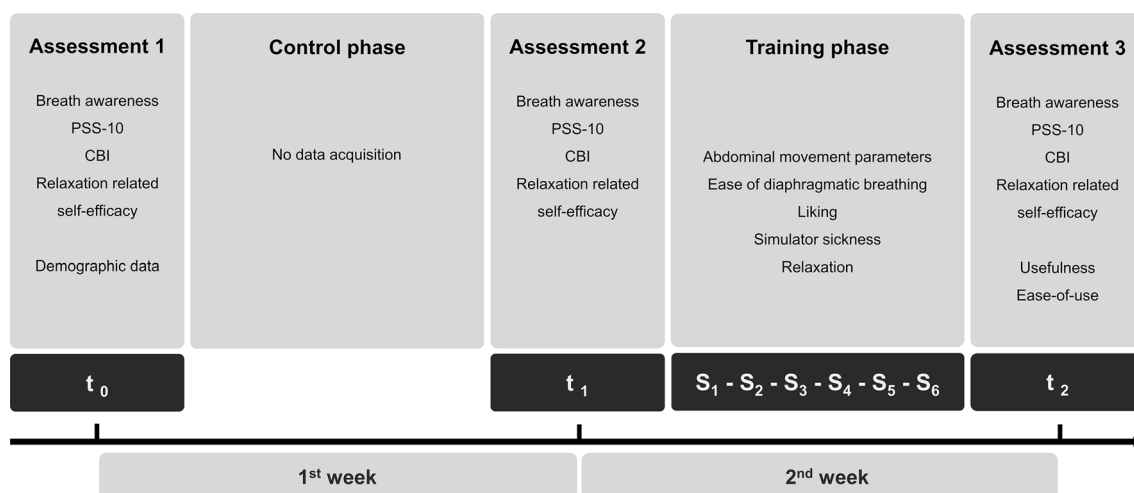 Assessment 1
Breath awareness
PSS-10
CBI
Relaxation related
self-efficacy
Demographic data
Control phase
No data acquisition
Assessment 2
Breath awareness
PSS-10
CBI
Relaxation related
self-efficacy
Training phase
Abdominal movement parameters
Ease of diaphragmatic breathing
Liking
Simulator sickness
Relaxation
Assessment 3
Breath awareness
PSS-10
CBI
Relaxation related
self-efficacy
Usefulness
Ease-of-use
t 0
t 1
S1 - S2 - S3 - S4 - S5 - S6
t 2
1st week
2nd week